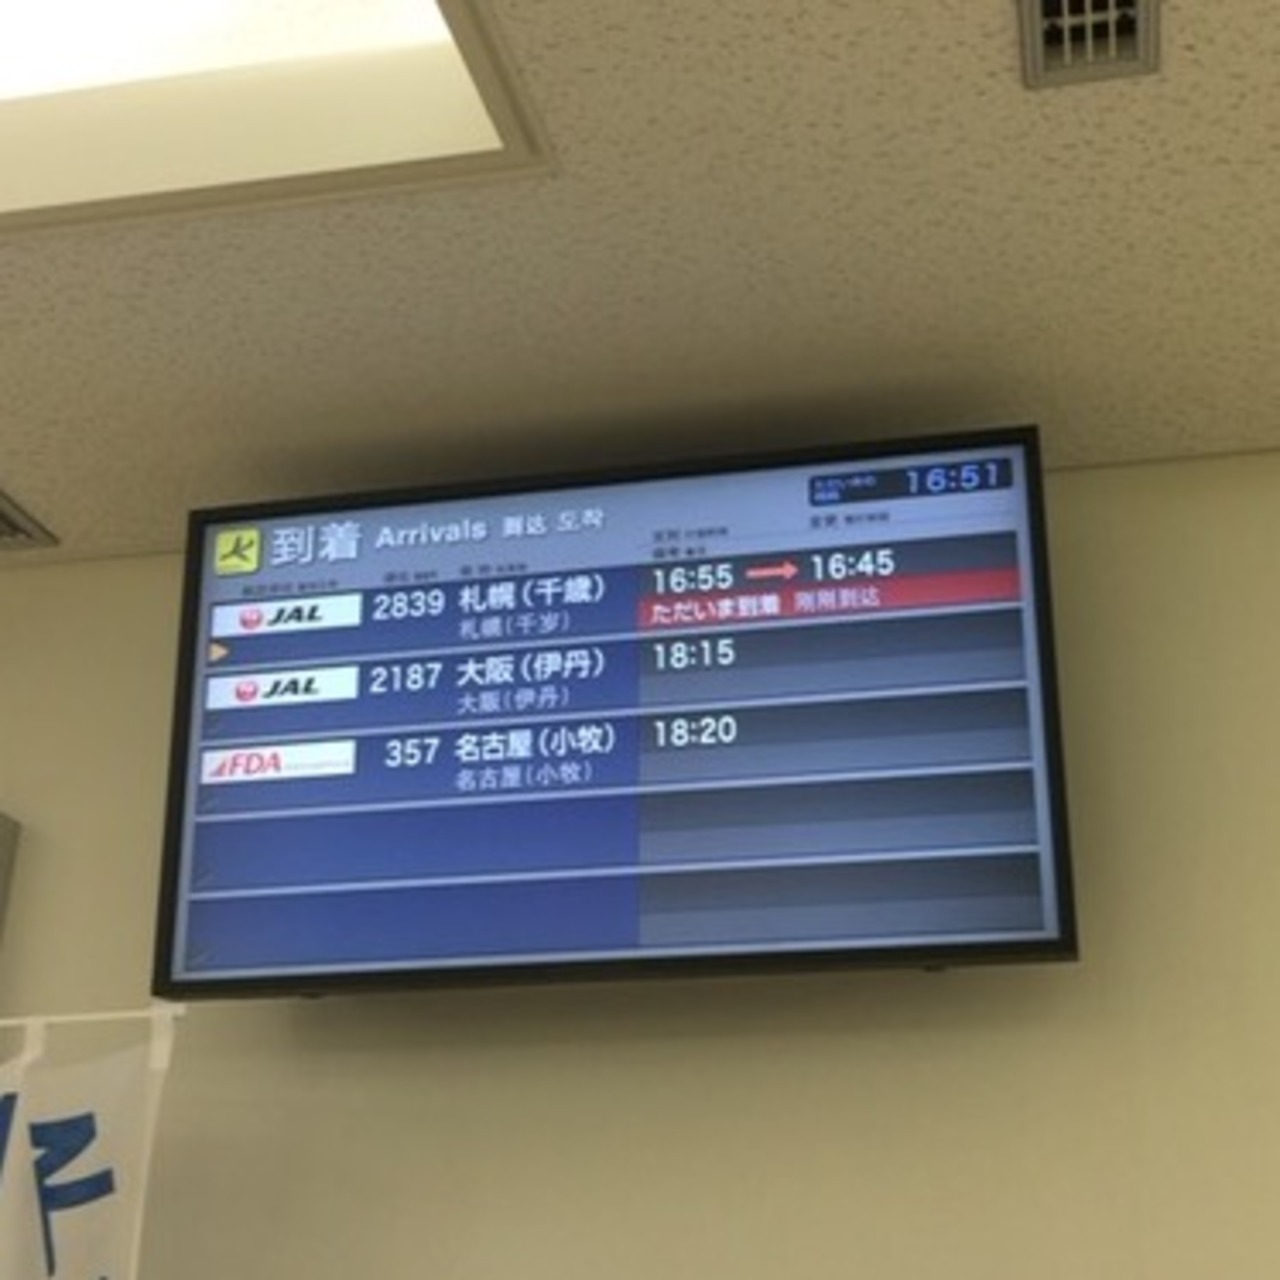 到着 Arrivals 到达 도착
16:51
JAL 2839 札幌(千歳) 16:55 → 16:45
札幌(千岁) ただいま到着 刚刚到达
JAL 2187 大阪(伊丹) 18:15
大阪(伊丹)
FDA 357 名古屋(小牧) 18:20
名古屋(小牧)